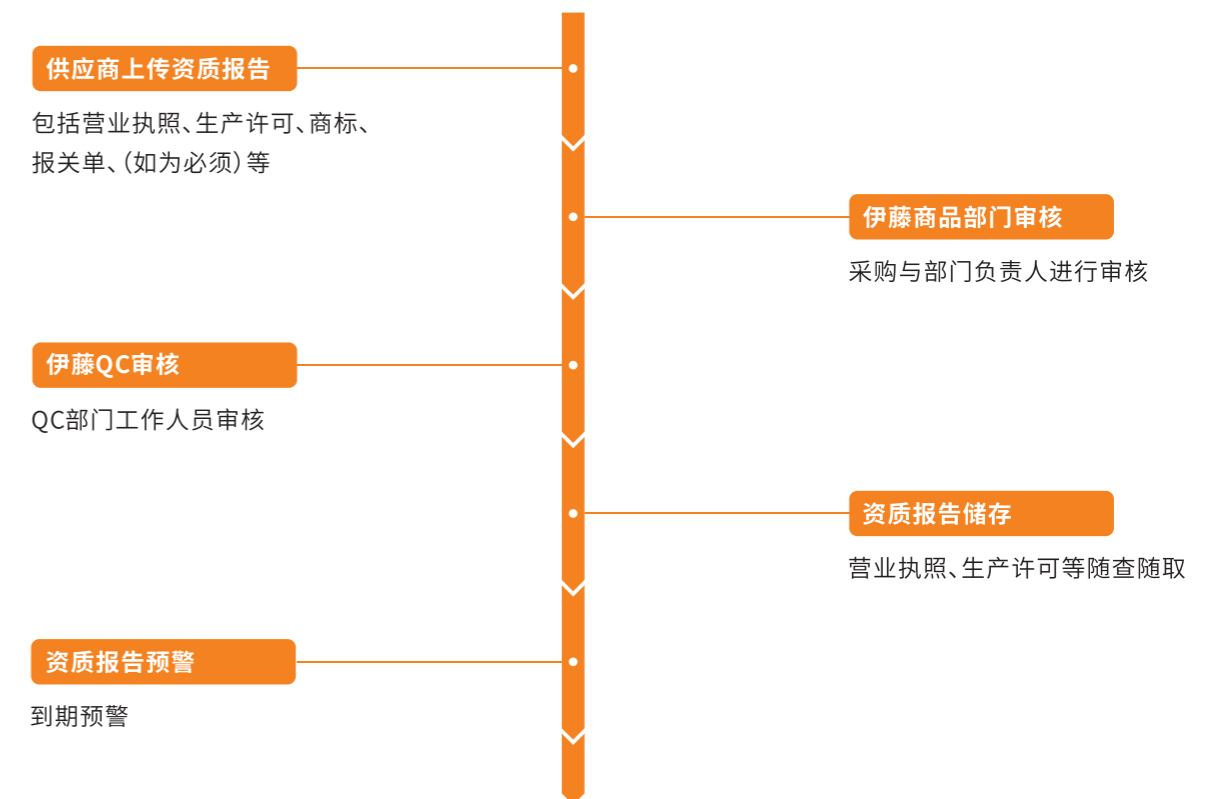 供应商上传资质报告
包括营业执照、生产许可、商标、
报关单、（如为必须）等
伊藤商品部门审核
采购与部门负责人进行审核
伊藤QC审核
QC部门工作人员审核
资质报告储存
营业执照、生产许可等随查随取
资质报告预警
到期预警